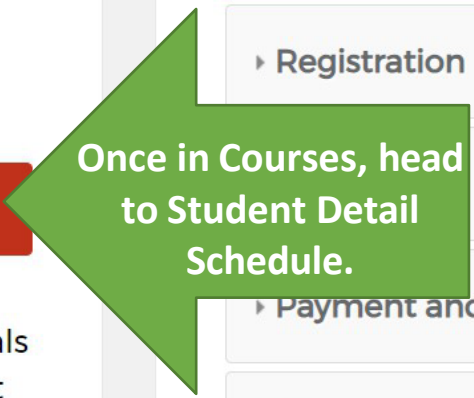 Registration
Once in Courses, head
to Student Detail
Schedule.
Payment and